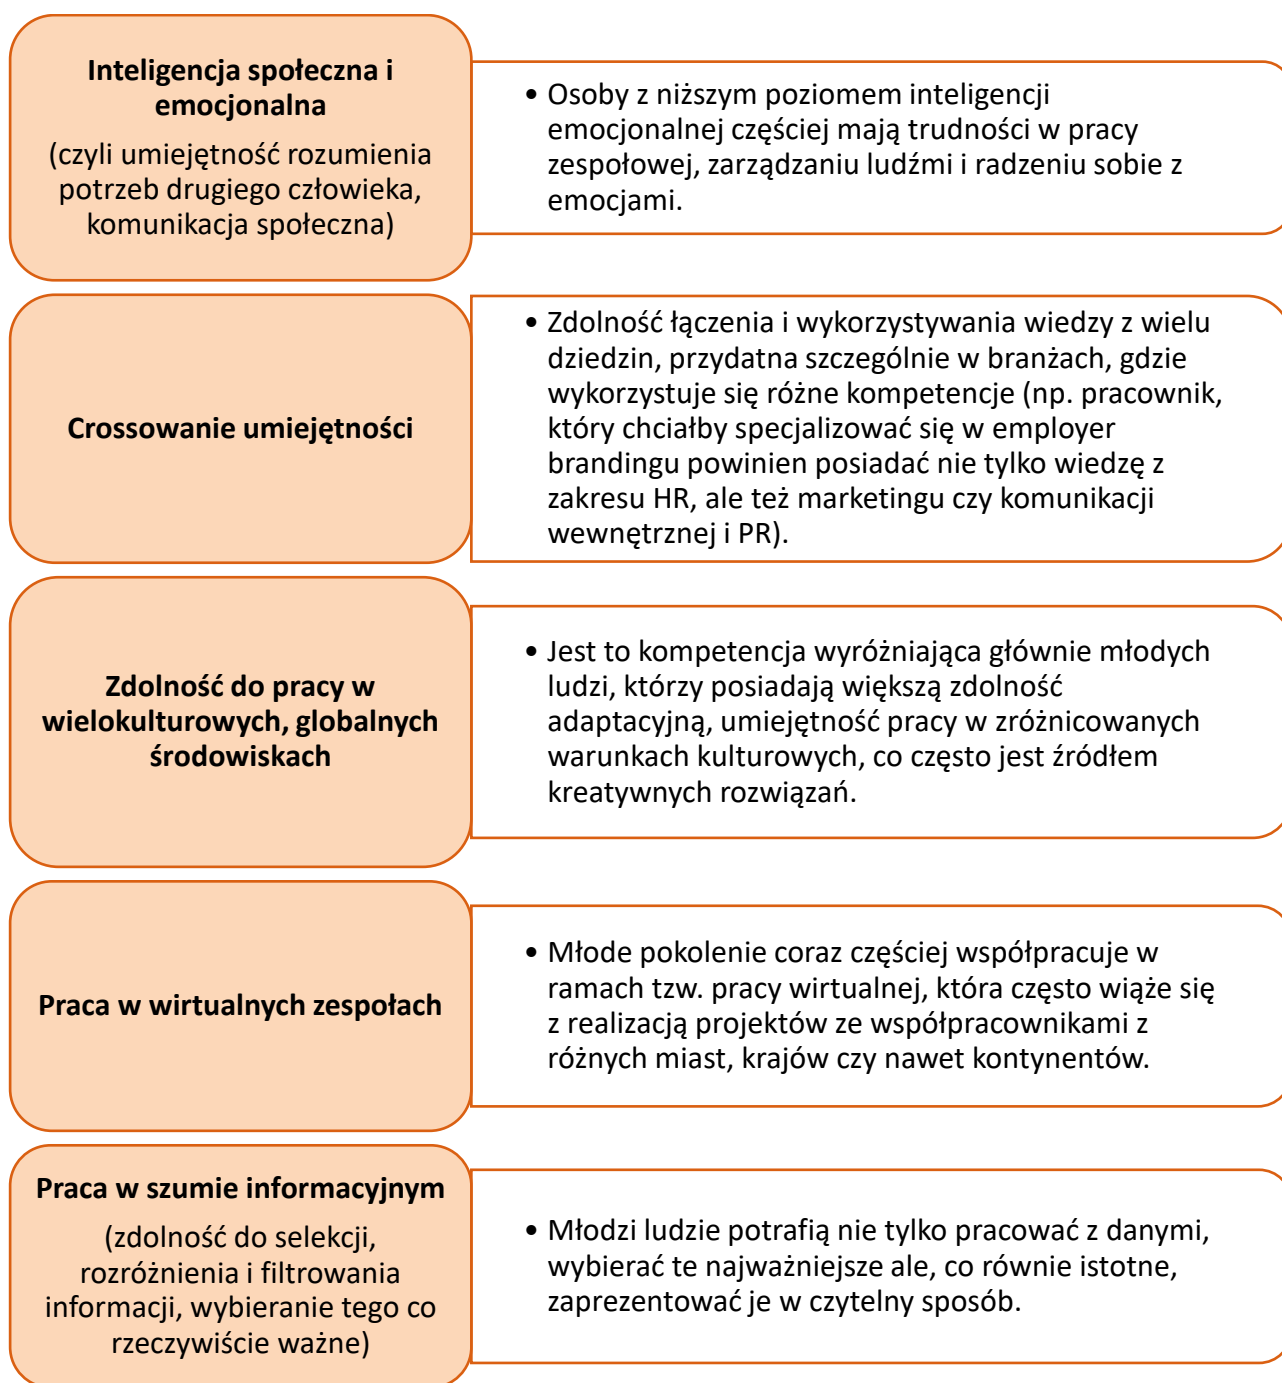 Inteligencja społeczna i
emocjonalna
(czyli umiejętność rozumienia
potrzeb drugiego człowieka,
komunikacja społeczna)
• Osoby z niższym poziomem inteligencji
emocjonalnej częściej mają trudności w pracy
zespołowej, zarządzaniu ludźmi i radzeniu sobie z
emocjami.
Crossowanie umiejętności
• Zdolność łączenia i wykorzystywania wiedzy z wielu
dziedzin, przydatna szczególnie w branżach, gdzie
wykorzystuje się różne kompetencje (np. pracownik,
który chciałby specjalizować się w employer
brandingu powinien posiadać nie tylko wiedzę z
zakresu HR, ale też marketingu czy komunikacji
wewnętrznej i PR).
Zdolność do pracy w
wielokulturowych, globalnych
środowiskach
• Jest to kompetencja wyróżniająca głównie młodych
ludzi, którzy posiadają większą zdolność
adaptacyjną, umiejętność pracy w zróżnicowanych
warunkach kulturowych, co często jest źródłem
kreatywnych rozwiązań.
Praca w wirtualnych zespołach
• Młode pokolenie coraz częściej współpracuje w
ramach tzw. pracy wirtualnej, która często wiąże się
z realizacją projektów ze współpracownikami z
różnych miast, krajów czy nawet kontynentów.
Praca w szumie informacyjnym
(zdolność do selekcji,
rozróżnienia i filtrowania
informacji, wybieranie tego co
rzeczywiście ważne)
• Młodzi ludzie potrafią nie tylko pracować z danymi,
wybierać te najważniejsze ale, co równie istotne,
zaprezentować je w czytelny sposób.